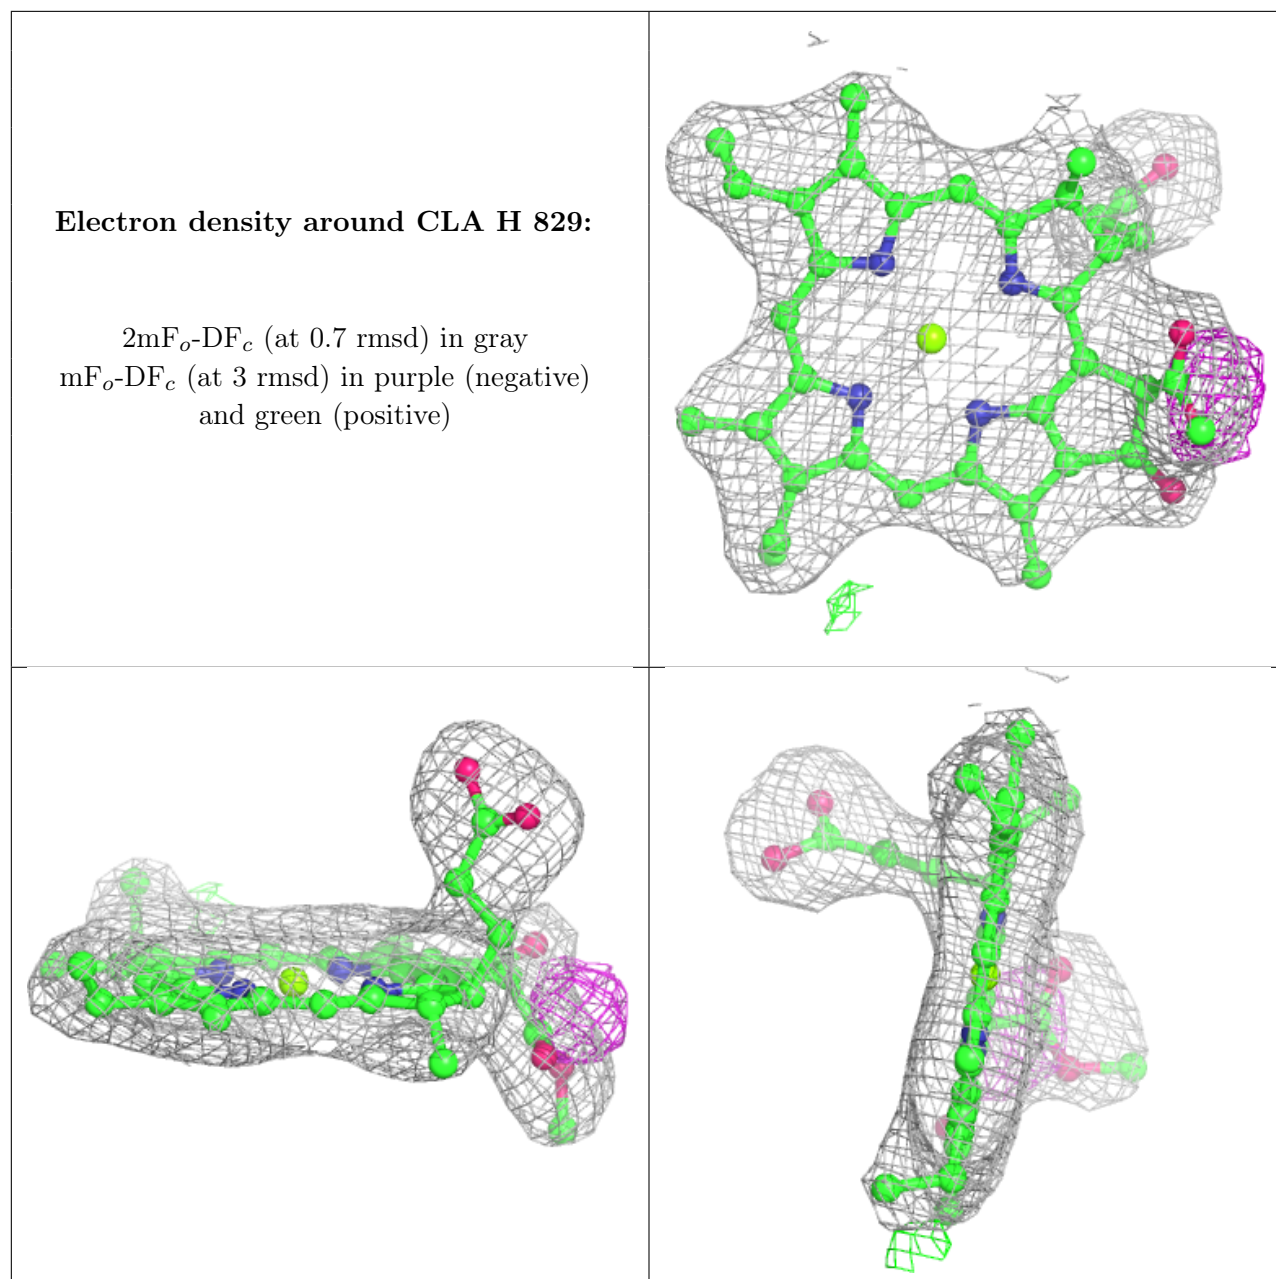 Electron density around CLA H 829:
2mFo-DFc (at 0.7 rmsd) in gray
mFo-DFc (at 3 rmsd) in purple (negative)
and green (positive)